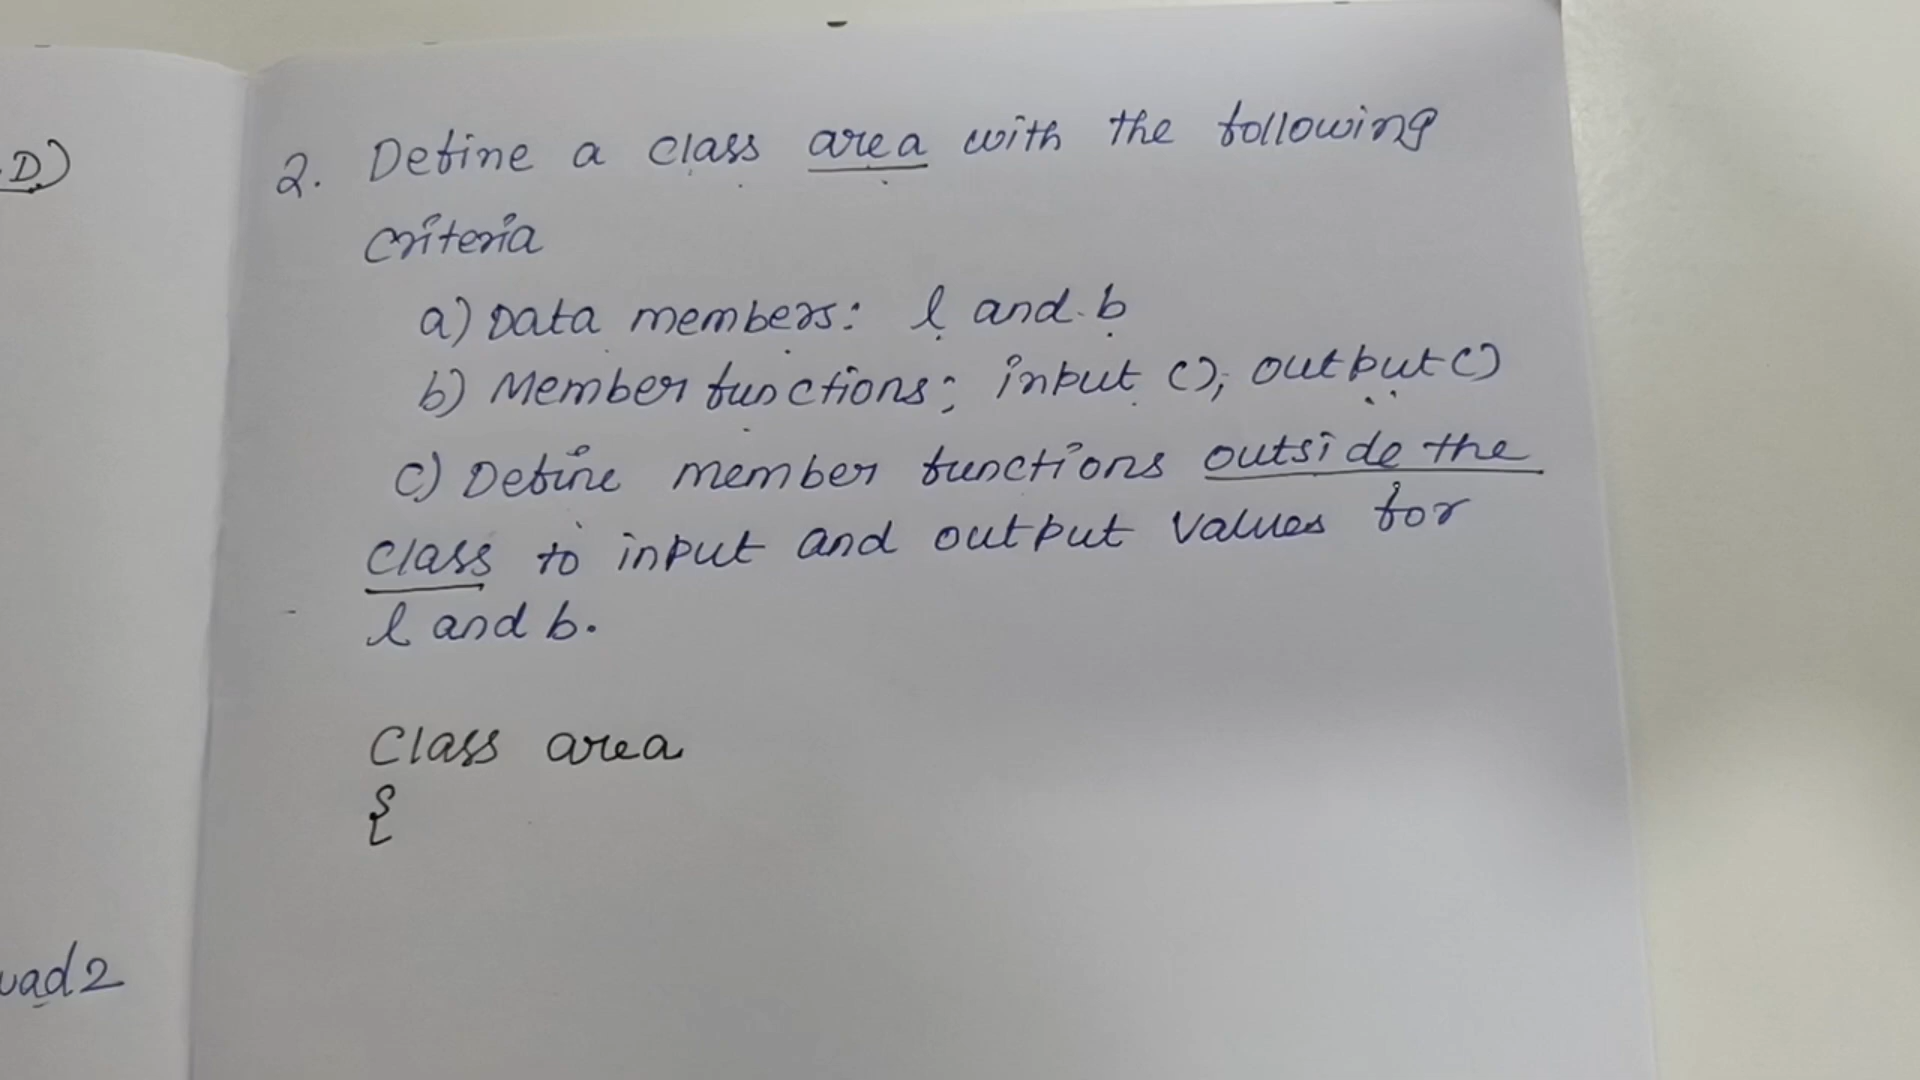 D)
2. Define a class area with the following
criteria
a) Data members: l and b
b) Member functions: input (), output ()
c) Define member functions outside the
class to input and output values for
l and b.
Class area
{
uad2